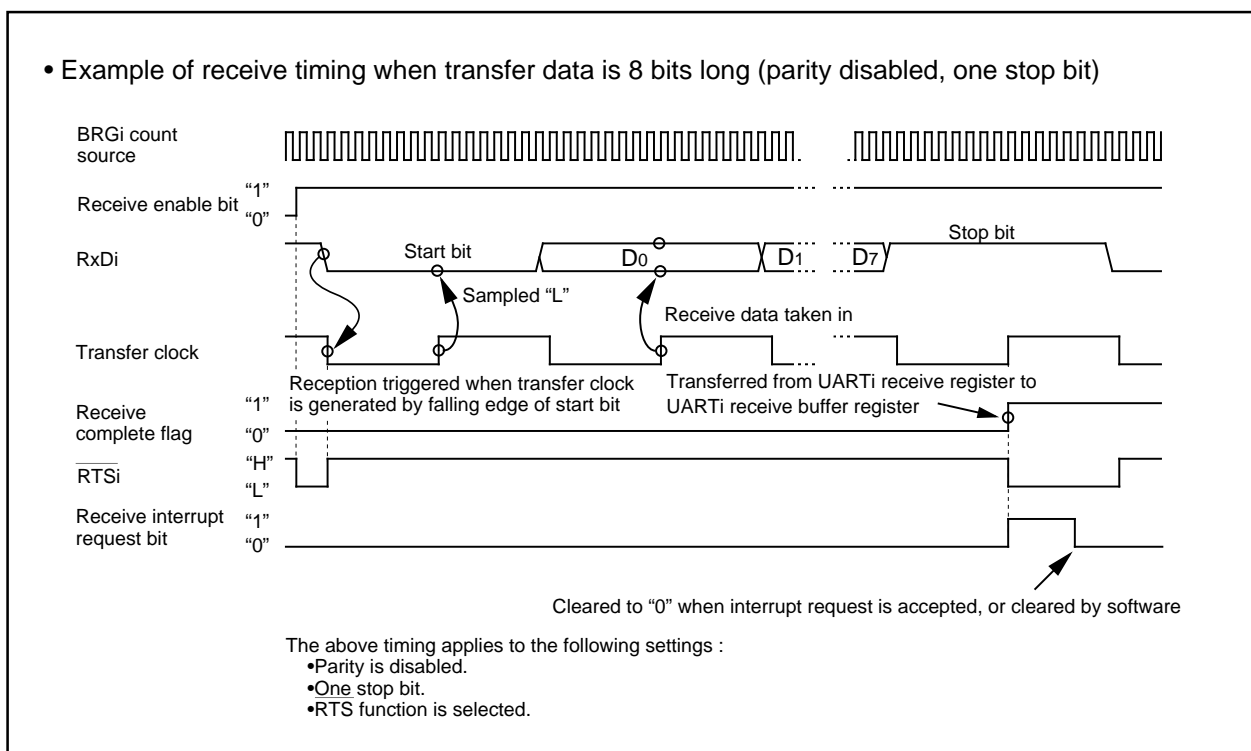 • Example of receive timing when transfer data is 8 bits long (parity disabled, one stop bit)
BRGi count
source
Receive enable bit
“1”
“0”
RxDi
Start bit
D0
D1
D7
Stop bit
Sampled “L”
Receive data taken in
Transfer clock
Reception triggered when transfer clock
is generated by falling edge of start bit
Transferred from UARTi receive register to
UARTi receive buffer register
Receive
complete flag
“1”
“0”
RTSi
“H”
“L”
Receive interrupt
request bit
“1”
“0”
Cleared to “0” when interrupt request is accepted, or cleared by software
The above timing applies to the following settings :
•Parity is disabled.
•One stop bit.
•RTS function is selected.